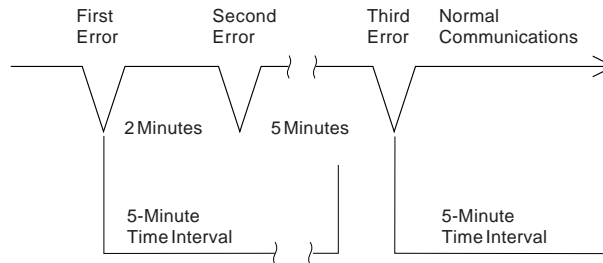 First Error
Second Error
Third Error
Normal Communications
2 Minutes
5 Minutes
5-Minute
Time Interval
5-Minute
Time Interval